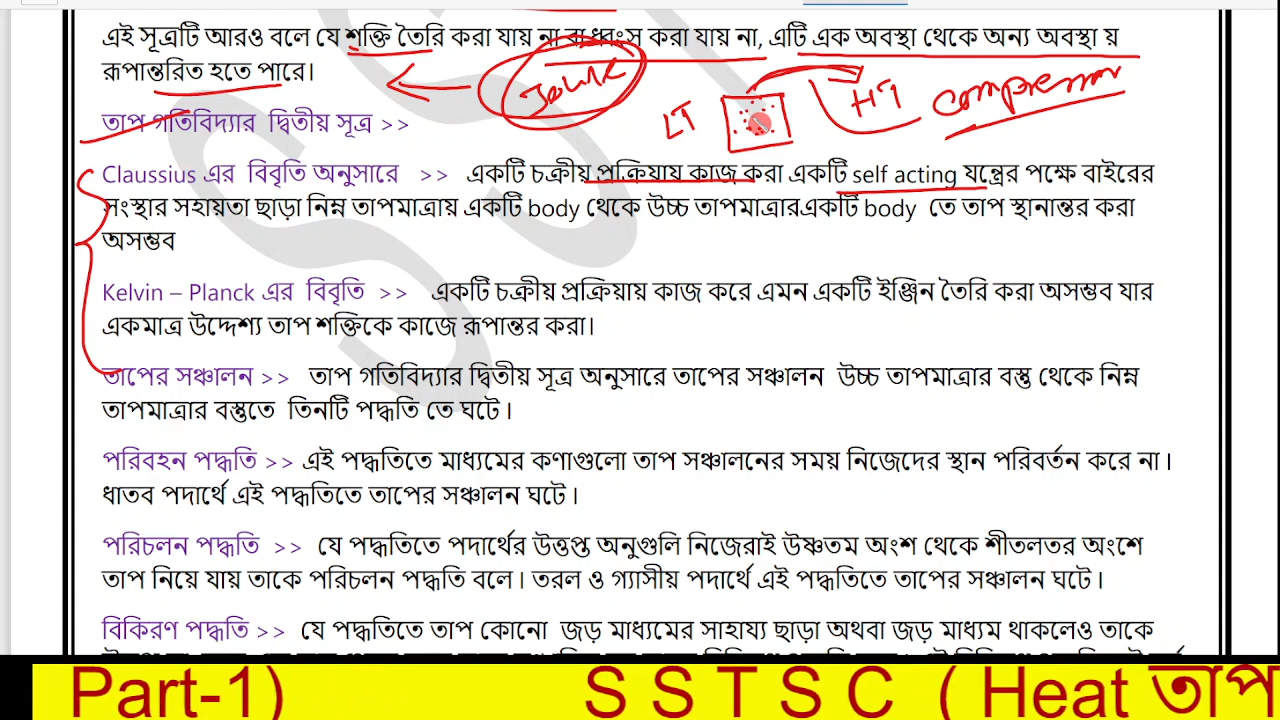 এই সূত্রটি আরও বলে যে শক্তি তৈরি করা যায় না বা ধ্বংস করা যায় না, এটি এক অবস্থা থেকে অন্য অবস্থা য়
রূপান্তরিত হতে পারে।
Joule
LT
HT
compressor
তাপ গতিবিদ্যার দ্বিতীয় সূত্র >>
Claussius এর বিবৃতি অনুসারে >> একটি চক্রীয় প্রক্রিয়ায় কাজ করা একটি self acting যন্ত্রের পক্ষে বাইরের
সংস্থার সহায়তা ছাড়া নিম্ন তাপমাত্রায় একটি body থেকে উচ্চ তাপমাত্রারএকটি body তে তাপ স্থানান্তর করা
অসম্ভব
Kelvin – Planck এর বিবৃতি >> একটি চক্রীয় প্রক্রিয়ায় কাজ করে এমন একটি ইঞ্জিন তৈরি করা অসম্ভব যার
একমাত্র উদ্দেশ্য তাপ শক্তিকে কাজে রূপান্তর করা।
তাপের সঞ্চালন >> তাপ গতিবিদ্যার দ্বিতীয় সূত্র অনুসারে তাপের সঞ্চালন উচ্চ তাপমাত্রার বস্তু থেকে নিম্ন
তাপমাত্রার বস্তুতে তিনটি পদ্ধতি তে ঘটে।
পরিবহন পদ্ধতি >> এই পদ্ধতিতে মাধ্যমের কণাগুলো তাপ সঞ্চালনের সময় নিজেদের স্থান পরিবর্তন করে না।
ধাতব পদার্থে এই পদ্ধতিতে তাপের সঞ্চালন ঘটে।
পরিচলন পদ্ধতি >> যে পদ্ধতিতে পদার্থের উত্তপ্ত অনুগুলি নিজেরাই উষ্ণতম অংশ থেকে শীতলতর অংশে
তাপ নিয়ে যায় তাকে পরিচলন পদ্ধতি বলে। তরল ও গ্যাসীয় পদার্থে এই পদ্ধতিতে তাপের সঞ্চালন ঘটে।
বিকিরণ পদ্ধতি >> যে পদ্ধতিতে তাপ কোনো জড় মাধ্যমের সাহায্য ছাড়া অথবা জড় মাধ্যম থাকলেও তাকে
Part-1) S S T S C ( Heat তাপ